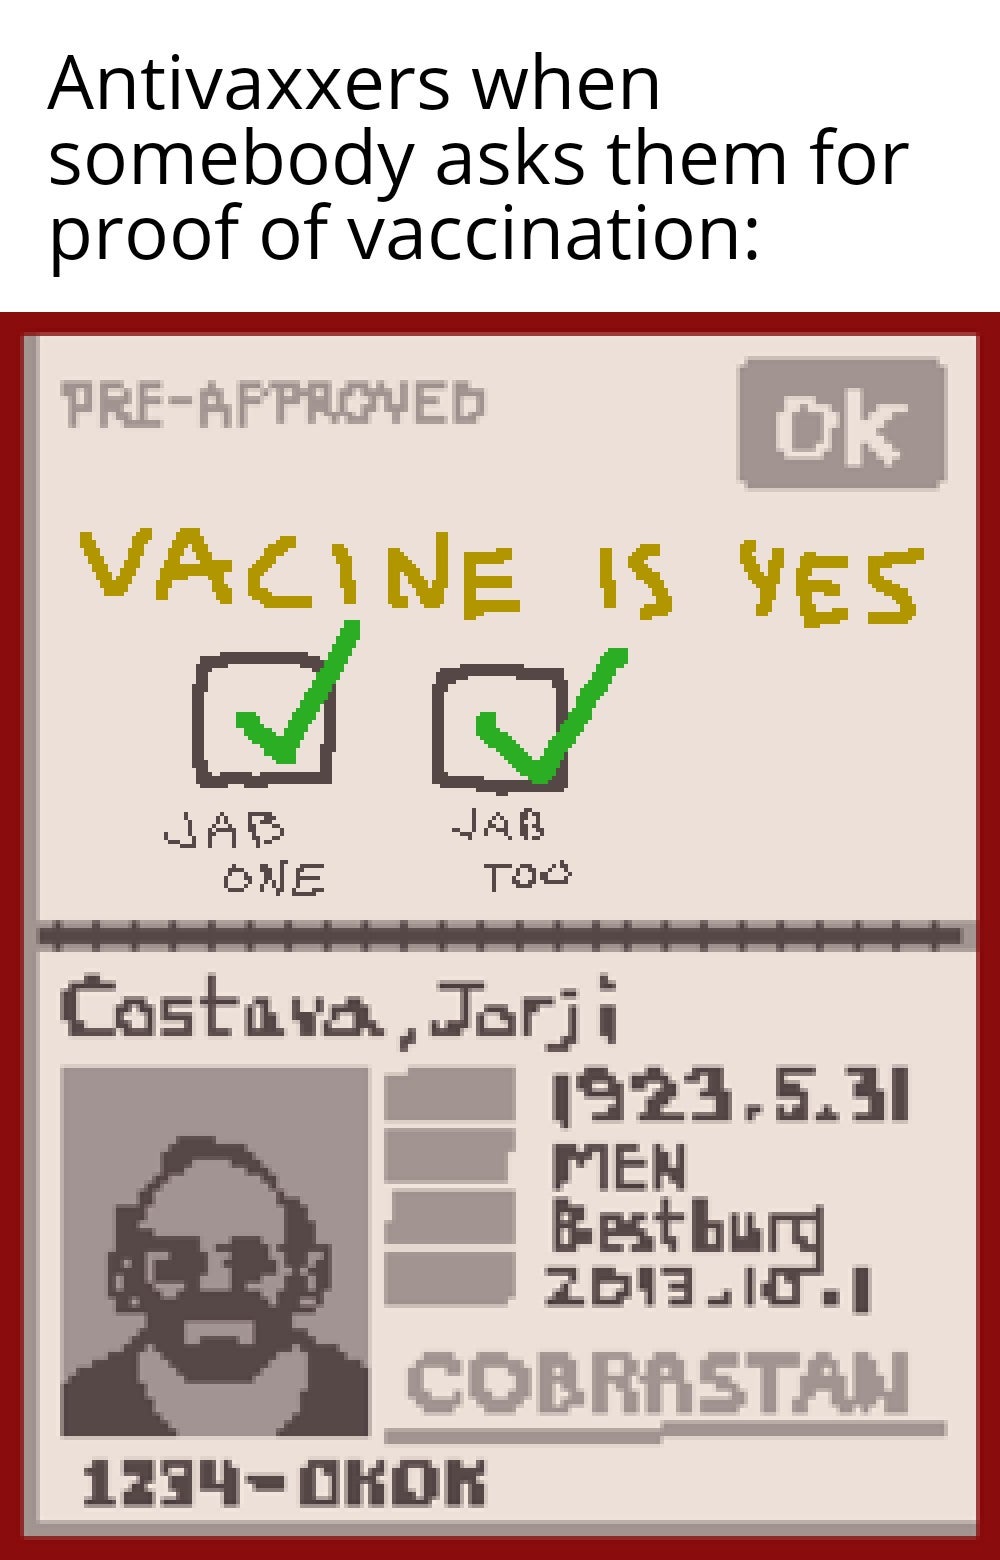 Antivaxxers when
somebody asks them for
proof of vaccination:
PRE-APPROVED
ok
VACINE IS YES
JAB ONE
JAB TOO
Costava, Jorji
1923.5.31
MEN
Bestburg
2013.10.1
COBRASTAN
1234-OKOK